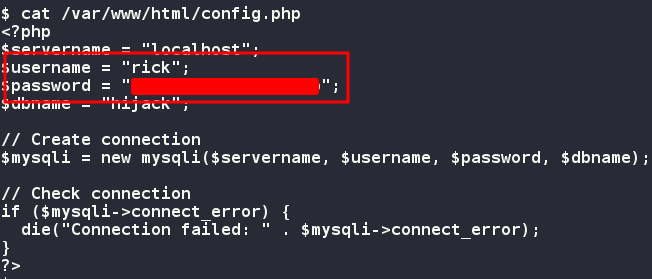 $ cat /var/www/html/config.php
<?php
$servername = "localhost";
$username = "rick";
$password = "";
$dbname = "hijack";

// Create connection
$mysqli = new mysqli($servername, $username, $password, $dbname);

// Check connection
if ($mysqli->connect_error) {
  die("Connection failed: " . $mysqli->connect_error);
}
?>